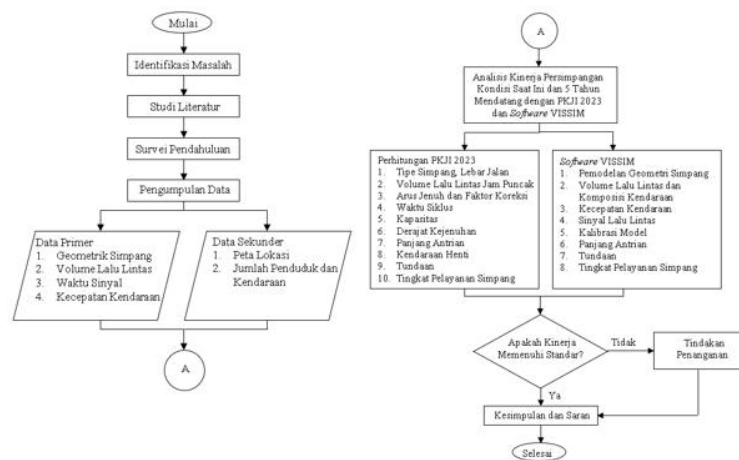 Mulai
Identifikasi Masalah
Studi Literatur
Survei Pendahuluan
Pengumpulan Data
Data Primer
1. Geometrik Simpang
2. Volume Lalu Lintas
3. Waktu Sinyal
4. Kecepatan Kendaraan
Data Sekunder
1. Peta Lokasi
2. Jumlah Penduduk dan
Kendaraan
A
A
Analisis Kinerja Persimpangan
Kondisi Saat Ini dan 5 Tahun
Mendatang dengan PKJI 2023
dan Software VISSIM
Perhitungan PKJI 2023
1. Tipe Simpang, Lebar Jalan
2. Volume Lalu Lintas Jam Puncak
3. Arus Jenuh dan Faktor Koreksi
4. Waktu Siklus
5. Kapasitas
6. Derajat Kejenuhan
7. Panjang Antrian
8. Kendaraan Henti
9. Tundaan
10. Tingkat Pelayanan Simpang
Software VISSIM
1. Pemodelan Geometri Simpang
2. Volume Lalu Lintas dan
Komposisi Kendaraan
3. Kecepatan Kendaraan
4. Sinyal Lalu Lintas
5. Kalibrasi Model
6. Panjang Antrian
7. Tundaan
8. Tingkat Pelayanan Simpang
Apakah Kinerja
Memenuhi Standar?
Tidak
Tindakan
Penanganan
Ya
Kesimpulan dan Saran
Selesai